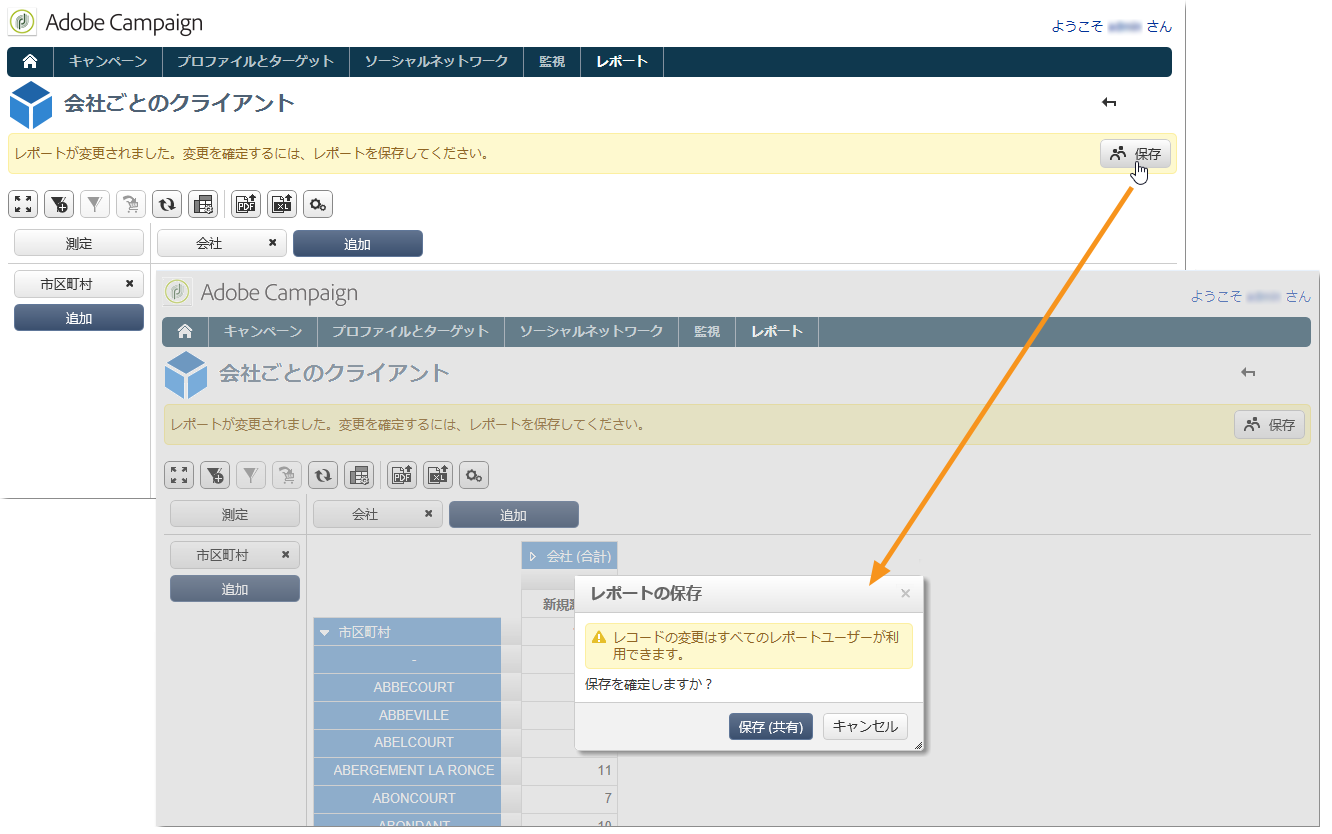 Adobe Campaign
ようこそ さん
キャンペーン プロファイルとターゲット ソーシャルネットワーク 監視 レポート
会社ごとのクライアント
レポートが変更されました。変更を確定するには、レポートを保存してください。 保存
PDF XL
測定 会社 追加
市区町村
追加
Adobe Campaign
ようこそ さん
キャンペーン プロファイルとターゲット ソーシャルネットワーク 監視 レポート
会社ごとのクライアント
レポートが変更されました。変更を確定するには、レポートを保存してください。 保存
PDF XL
測定 会社 追加
市区町村
追加
会社 (合計)
新規
市区町村
-
ABBECOURT
ABBEVILLE
ABELCOURT
ABERGEMENT LA RONCE 11
ABONCOURT 7
ABONDANT 10
レポートの保存
レコードの変更はすべてのレポートユーザーが利
用できます。
保存を確定しますか？
保存 (共有) キャンセル